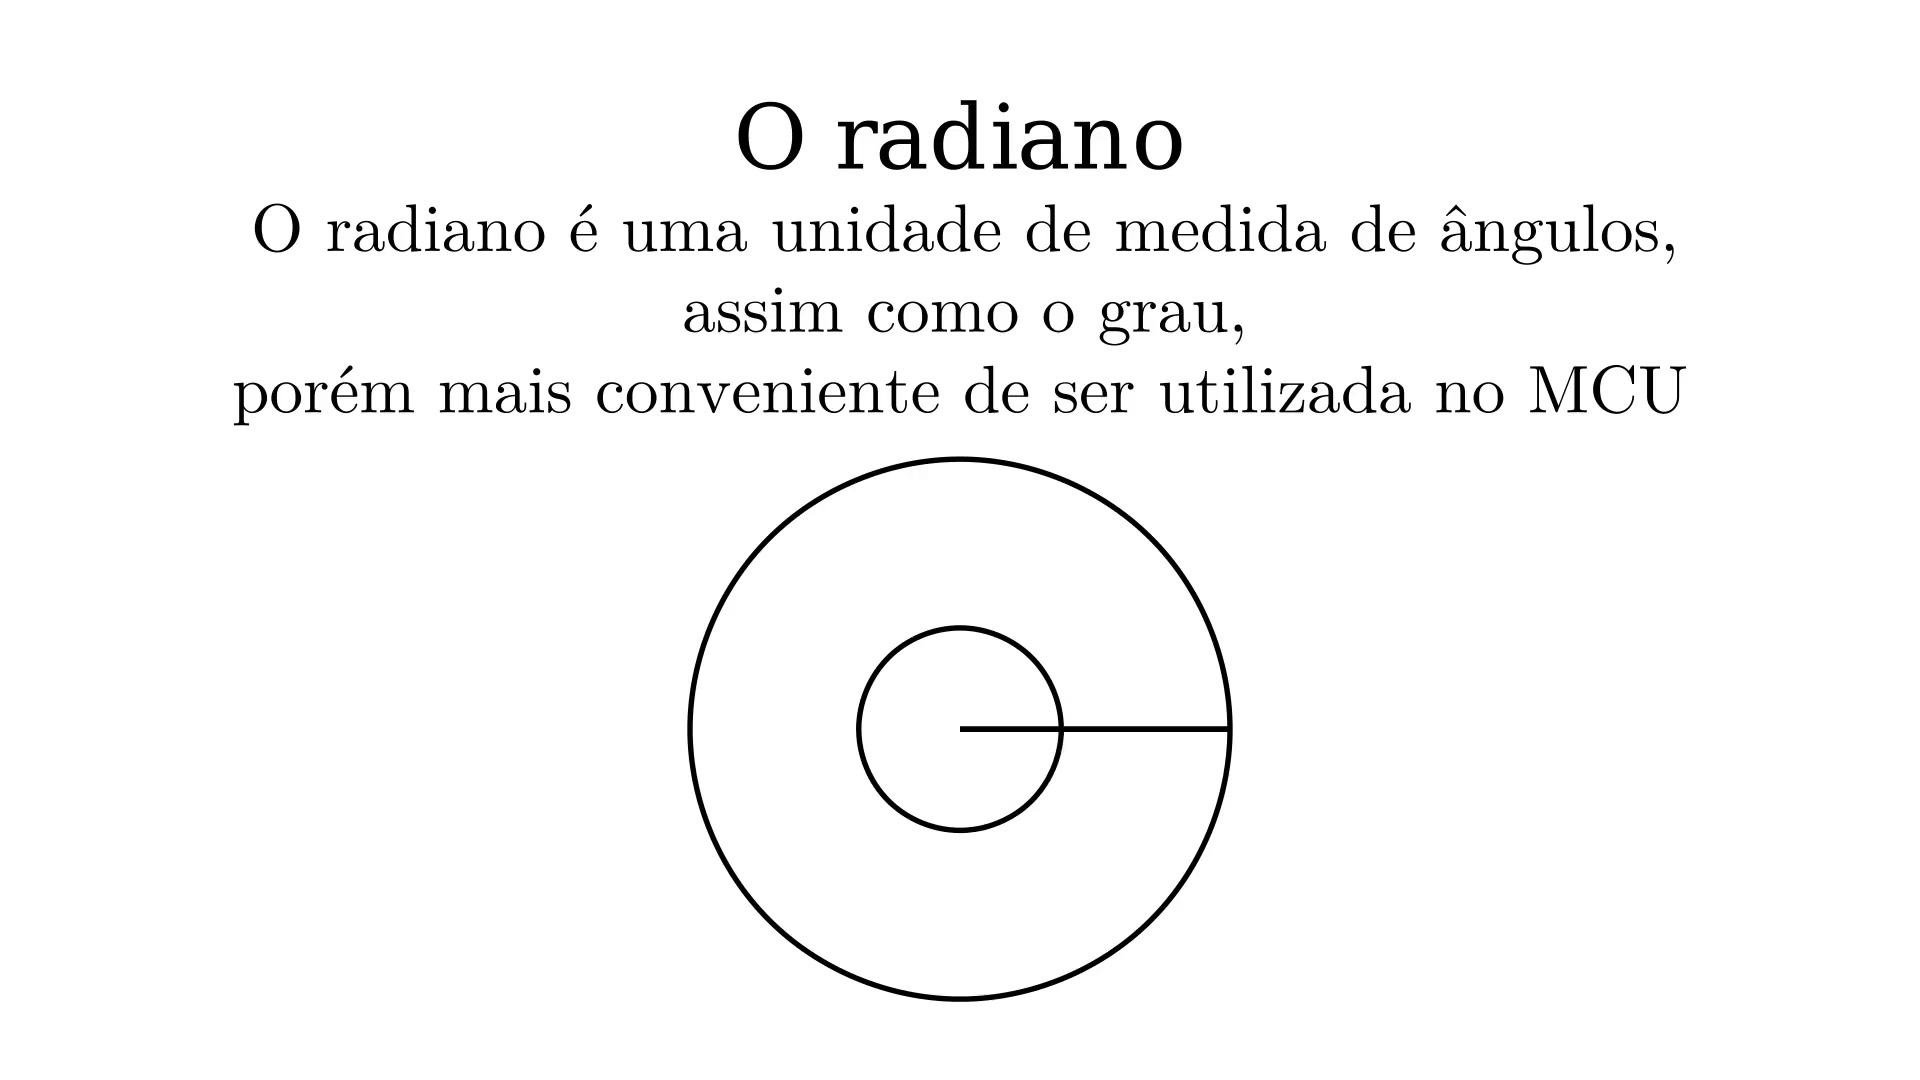 O radiano
O radiano é uma unidade de medida de ângulos,
assim como o grau,
porém mais conveniente de ser utilizada no MCU